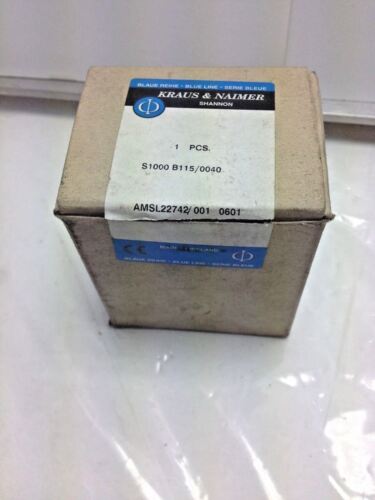 BLAUE REIHE - BLUE LINE - SERIE BLEUE
KRAUS & NAIMER
SHANNON
1 PCS.
S1000 B115/0040
AMSL22742/001 0601
CE
BLAUE REIHE - BLUE LINE - SERIE BLEUE